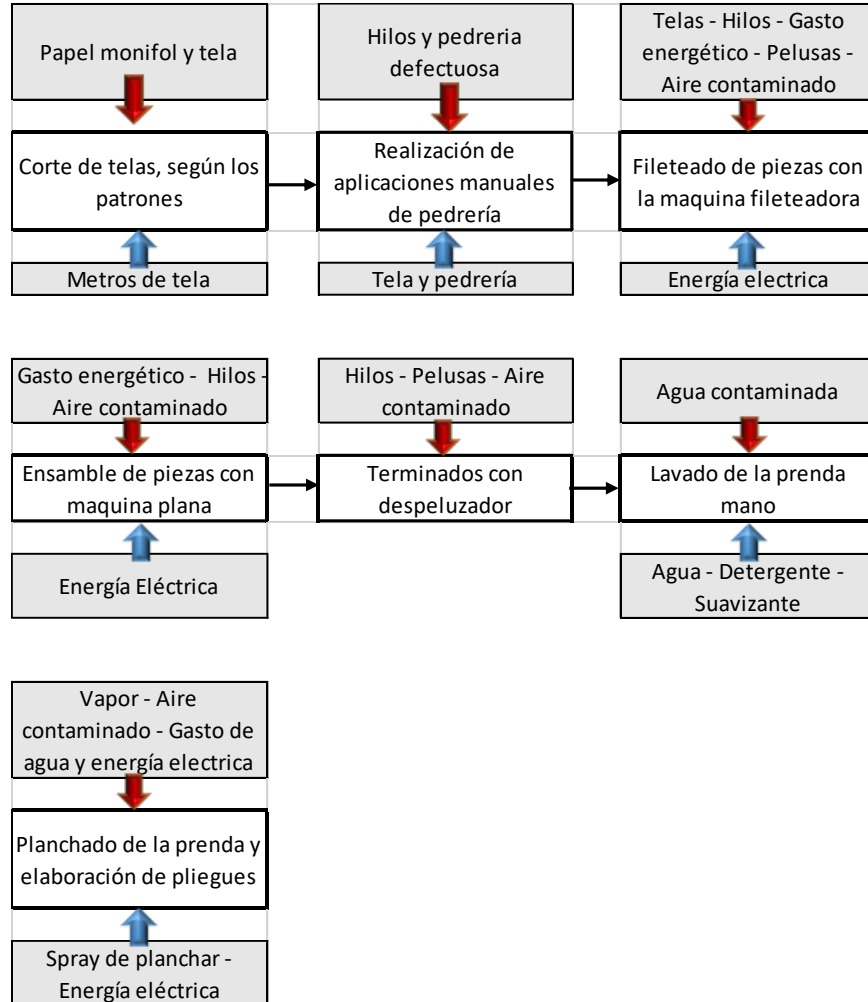 Papel monifol y tela
Hilos y pedreria
defectuosa
Telas - Hilos - Gasto
energético - Pelusas -
Aire contaminado
Corte de telas, según los
patrones
Realización de
aplicaciones manuales
de pedrería
Fileteado de piezas con
la maquina fileteadora
Metros de tela
Tela y pedrería
Energía electrica
Gasto energético - Hilos -
Aire contaminado
Hilos - Pelusas - Aire
contaminado
Agua contaminada
Ensamble de piezas con
maquina plana
Terminados con
despeluzador
Lavado de la prenda
mano
Energía Eléctrica
Agua - Detergente -
Suavizante
Vapor - Aire
contaminado - Gasto de
agua y energía electrica
Planchado de la prenda y
elaboración de pliegues
Spray de planchar -
Energía eléctrica